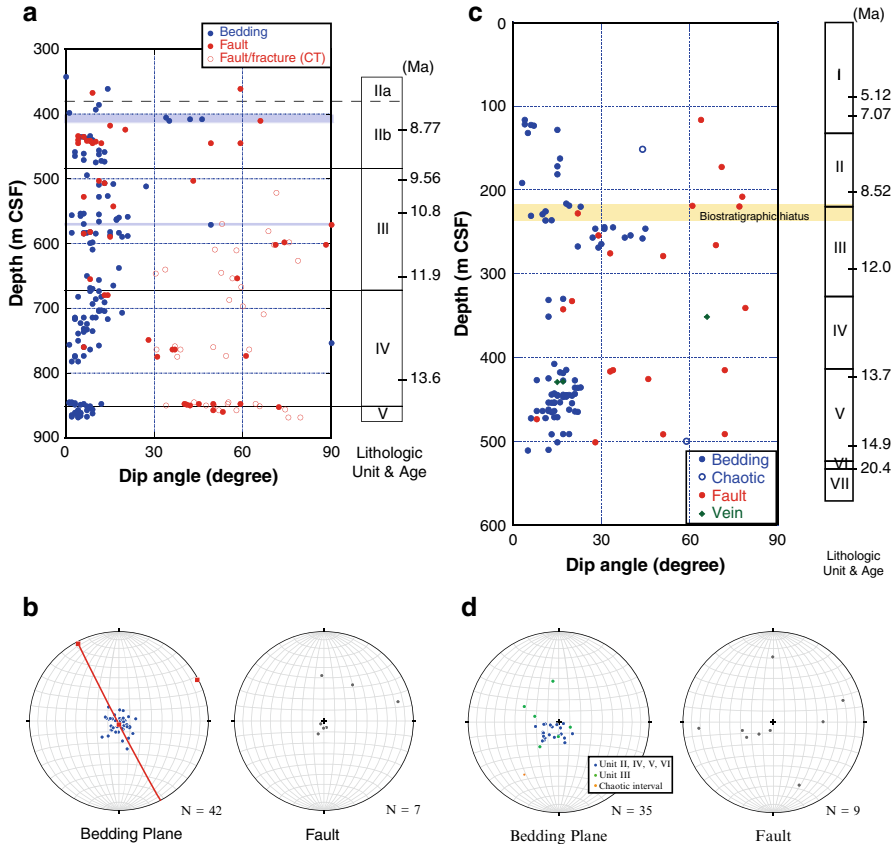 a
Bedding
Fault
Fault/fracture (CT)
(Ma)
300
400
500
600
700
800
900
Depth (m CSF)
0
30
60
90
Dip angle (degree)
IIa
IIb
III
IV
V
8.77
9.56
10.8
11.9
13.6
Lithologic
Unit & Age
c
(Ma)
0
100
200
300
400
500
600
Depth (m CSF)
0
30
60
90
Dip angle (degree)
Biostratigraphic hiatus
Bedding
Chaotic
Fault
Vein
I
II
III
IV
V
VI
VII
5.12
7.07
8.52
12.0
13.7
14.9
20.4
Lithologic
Unit & Age
b
N = 42
Bedding Plane
N = 7
Fault
d
Unit II, IV, V, VI
Unit III
Chaotic interval
N = 35
Bedding Plane
N = 9
Fault